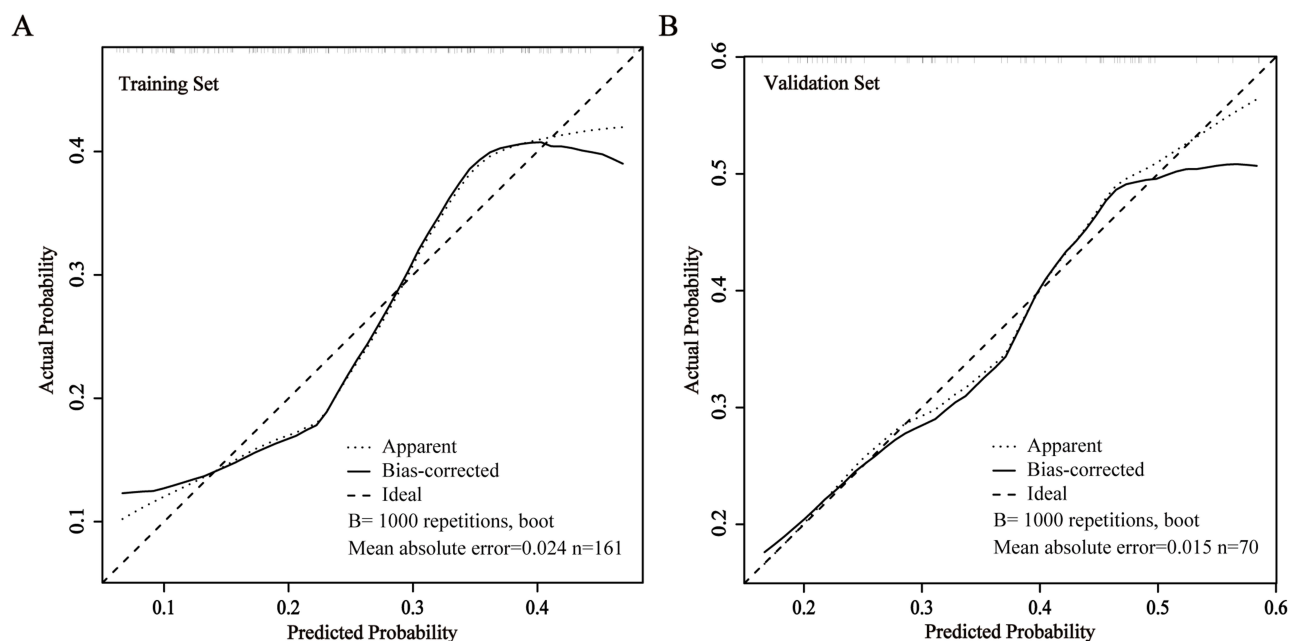 A
Training Set
Actual Probability
0.4
0.3
0.2
0.1
Apparent
Bias-corrected
Ideal
B= 1000 repetitions, boot
Mean absolute error=0.024 n=161
0.1 0.2 0.3 0.4
Predicted Probability
B
Validation Set
Actual Probability
0.6
0.5
0.4
0.3
0.2
Apparent
Bias-corrected
Ideal
B= 1000 repetitions, boot
Mean absolute error=0.015 n=70
0.2 0.3 0.4 0.5 0.6
Predicted Probability